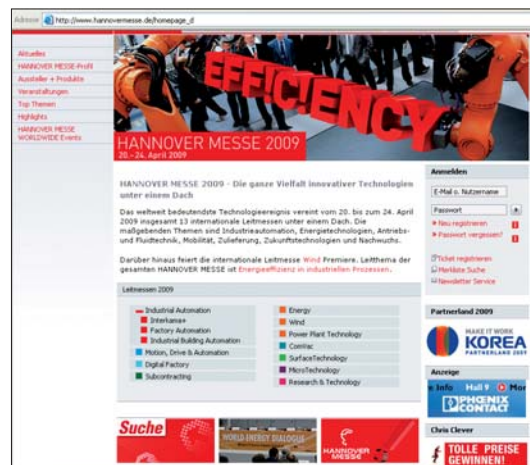 Adresse http://www.hannovermesse.de/homepage_d
Aktuelles
HANNOVER MESSE-Profil
Aussteller + Produkte
Veranstaltungen
Top Themen
Highlights
HANNOVER MESSE
WORLDWIDE Events
EFFICIENCY
HANNOVER MESSE 2009
20.-24. April 2009
HANNOVER MESSE 2009 - Die ganze Vielfalt innovativer Technologien
unter einem Dach
Das weltweit bedeutendste Technologieereignis vereint vom 20. bis zum 24. April
2009 insgesamt 13 internationale Leitmessen unter einem Dach. Die
maßgebenden Themen sind Industrieautomation, Energietechnologien, Antriebs-
und Fluidtechnik, Mobilität, Zulieferung, Zukunftstechnologien und Nachwuchs.
Darüber hinaus feiert die internationale Leitmesse Wind Premiere. Leitthema der
gesamten HANNOVER MESSE ist Energieeffizienz in industriellen Prozessen.
Leitmessen 2009
Industrial Automation
Interkama+
Factory Automation
Industrial Building Automation
Motion, Drive & Automation
Digital Factory
Subcontracting
Energy
Wind
Power Plant Technology
ComVac
SurfaceTechnology
MicroTechnology
Research & Technology
Suche
WORLD ENERGY DIALOGUE
HANNOVER
MESSE
Anmelden
E-Mail o. Nutzername
Passwort
» Neu registrieren
» Passwort vergessen?
Ticket registrieren
Merkliste Suche
Newsletter Service
Partnerland 2009
MAKE IT WORK
KOREA
PARTNERLAND 2009
Anzeige
e Info Hall 9 Mor
PHŒNIX
CONTACT
Chris Clever
TOLLE PREISE
GEWINNEN!